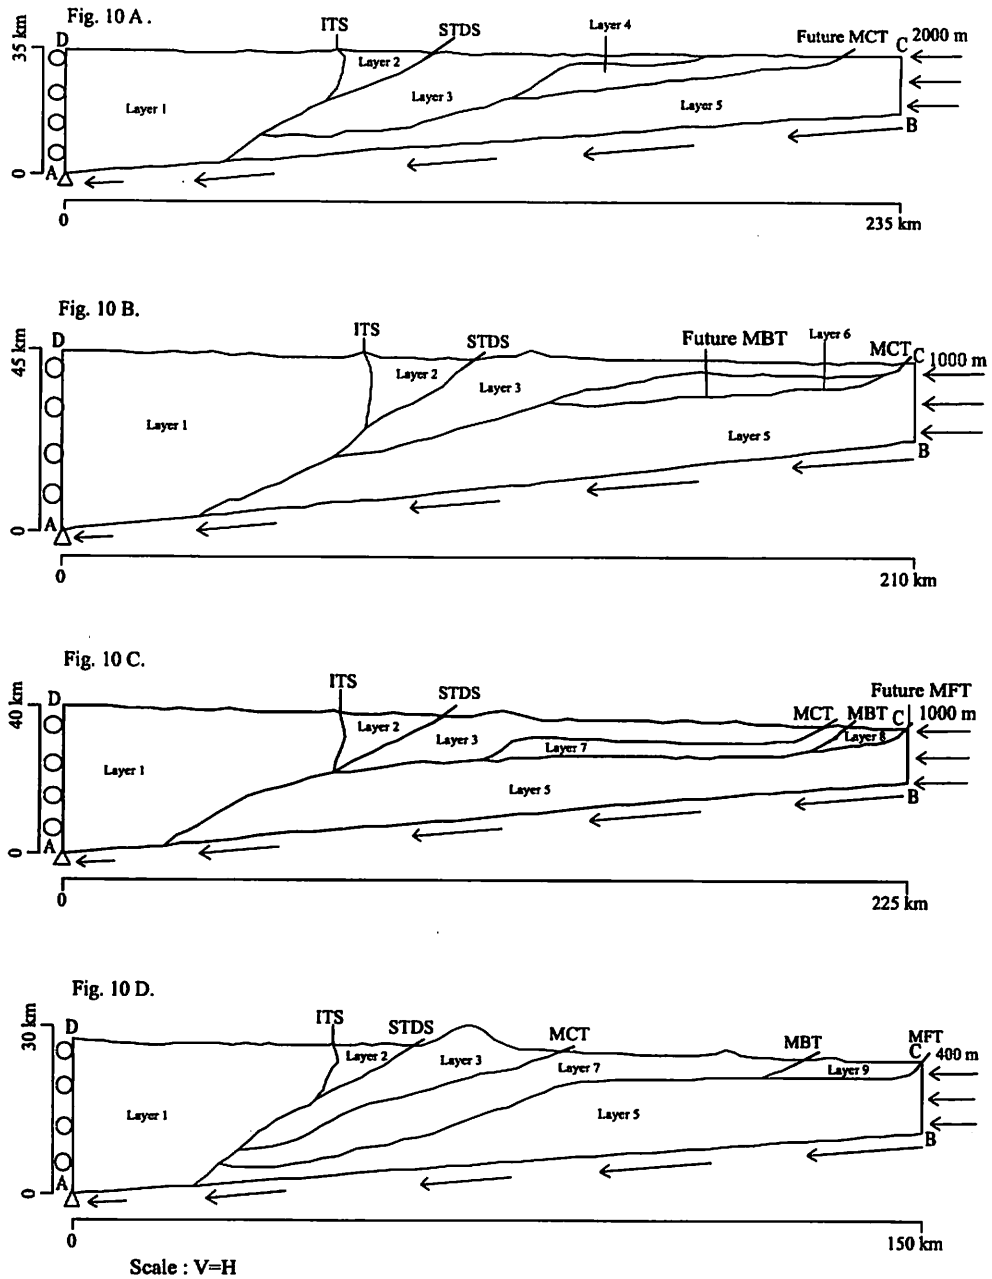 Fig. 10 A.
D
35 km
0
ITS
STDS
Layer 4
Future MCT
C
2000 m
Layer 2
Layer 3
Layer 1
Layer 5
B
A
0
235 km
Fig. 10 B.
D
45 km
0
ITS
STDS
Future MBT
Layer 6
MCT
C
1000 m
Layer 2
Layer 3
Layer 1
Layer 5
B
A
0
210 km
Fig. 10 C.
D
40 km
0
ITS
STDS
Future MFT
MCT
MBT
C
1000 m
Layer 2
Layer 3
Layer 7
Layer 8
Layer 1
Layer 5
B
A
0
225 km
Fig. 10 D.
D
30 km
0
ITS
STDS
MCT
MBT
MFT
C
400 m
Layer 2
Layer 3
Layer 7
Layer 9
Layer 1
Layer 5
B
A
0
150 km
Scale : V=H